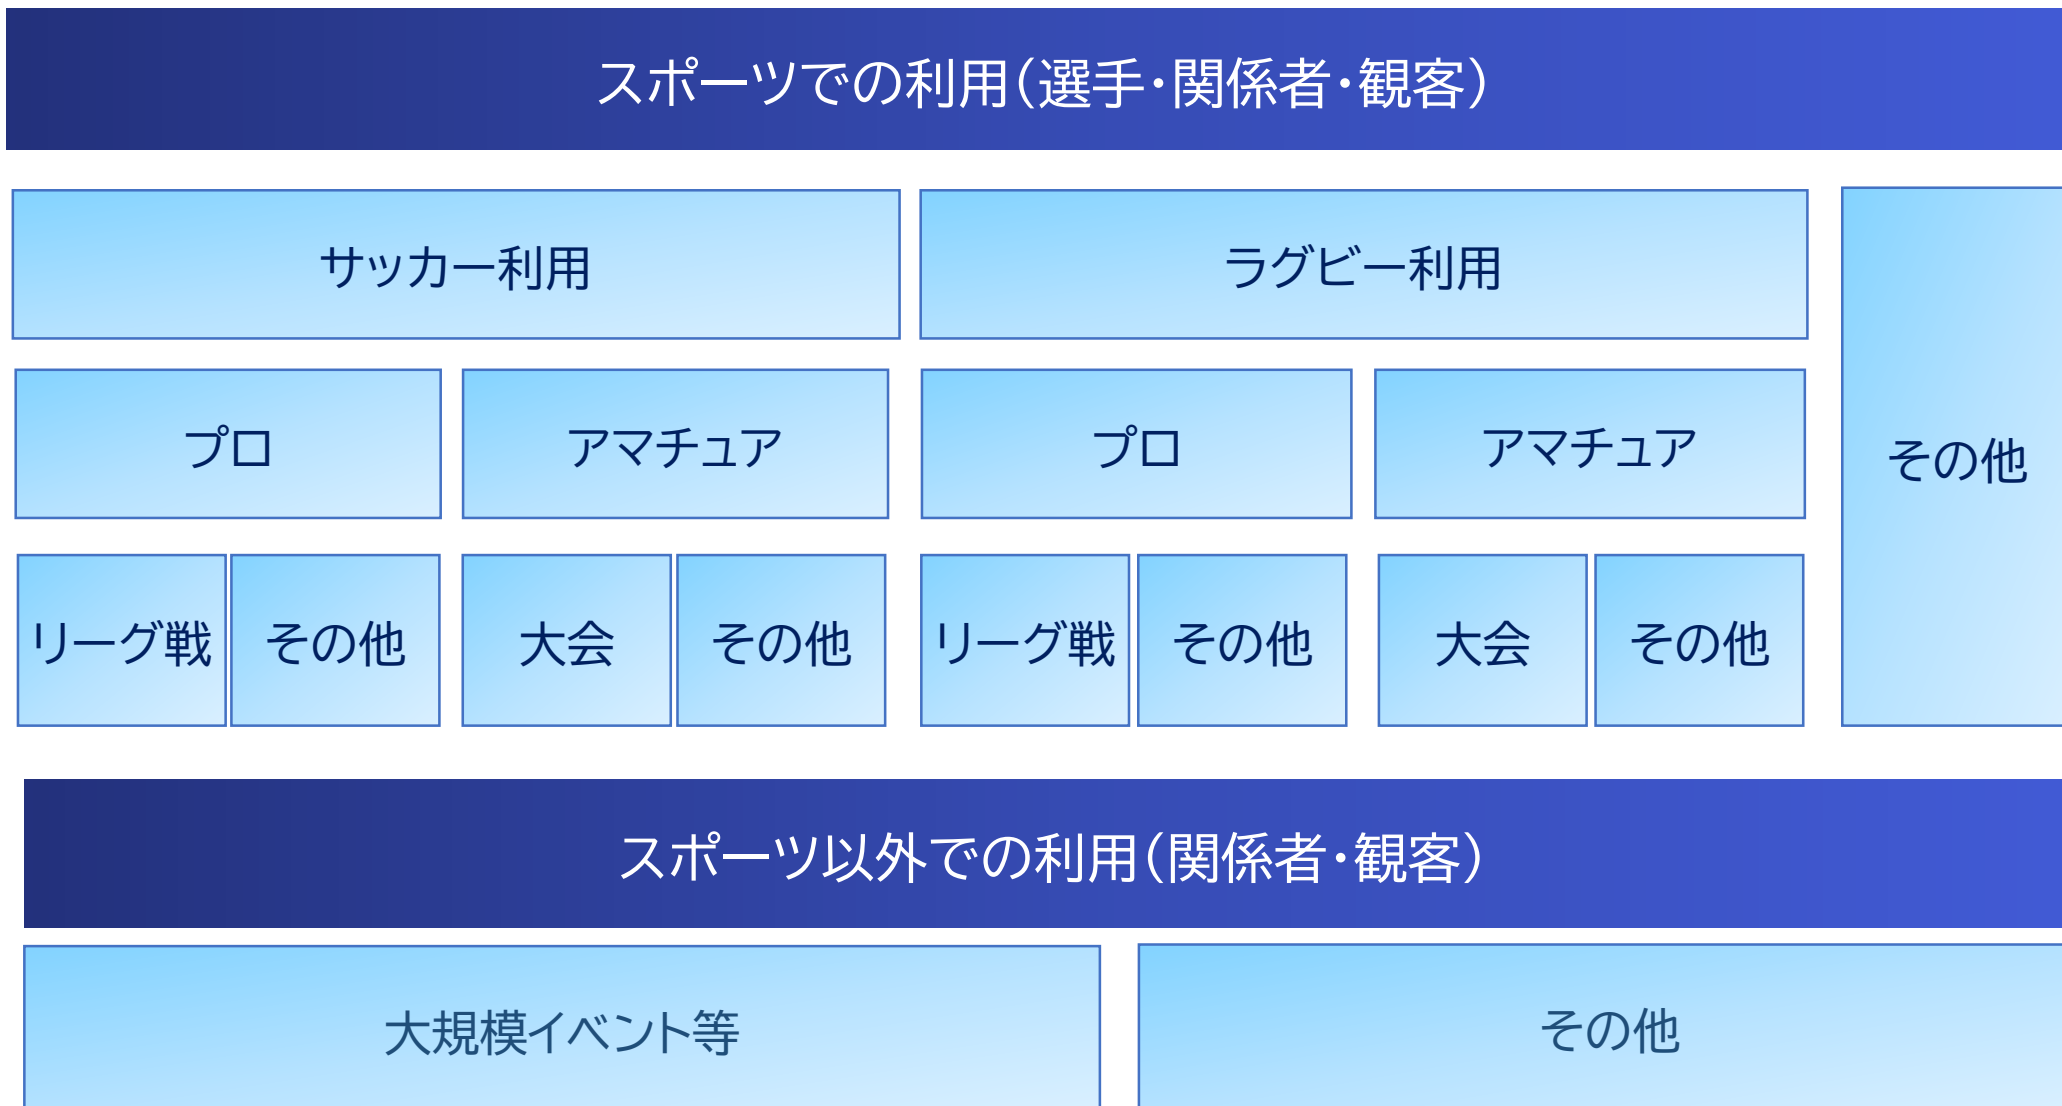 スポーツでの利用（選手・関係者・観客）
サッカー利用
ラグビー利用
その他
プロ
アマチュア
プロ
アマチュア
リーグ戦
その他
大会
その他
リーグ戦
その他
大会
その他
スポーツ以外での利用（関係者・観客）
大規模イベント等
その他